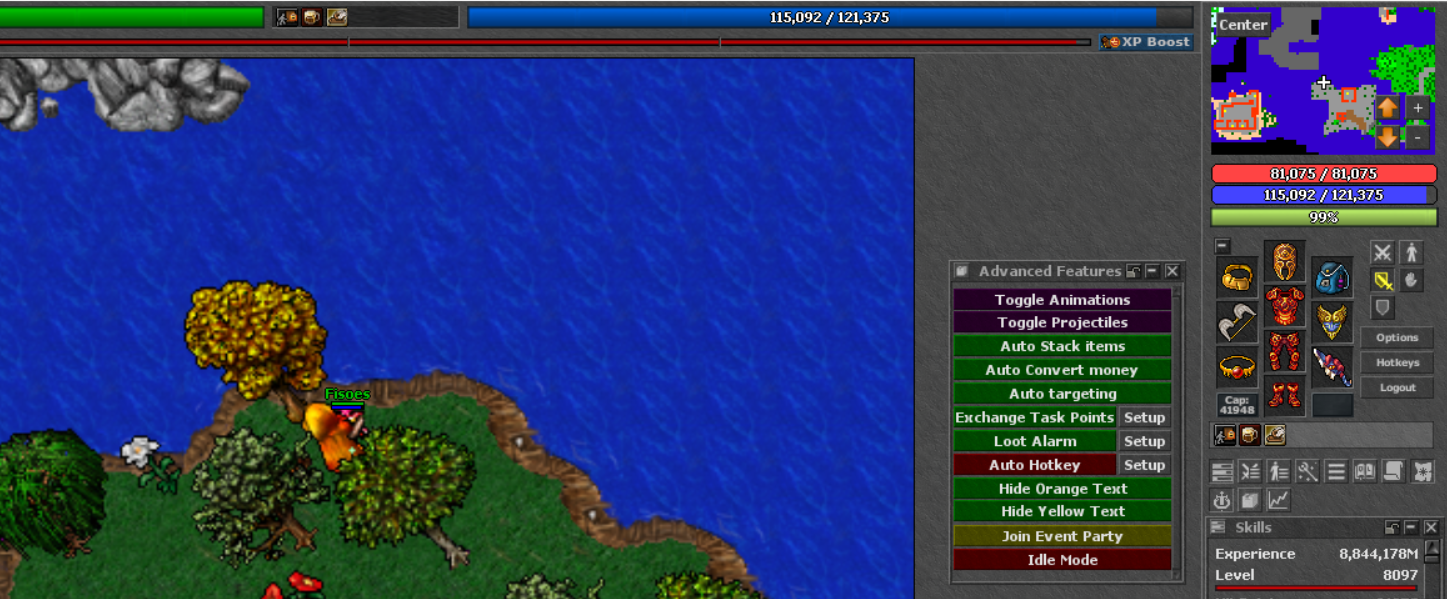 115,092 / 121,375
XP Boost
Center
+
-
81,075 / 81,075
115,092 / 121,375
99%
Fisoes
Advanced Features
Toggle Animations
Toggle Projectiles
Auto Stack items
Auto Convert money
Auto targeting
Exchange Task Points Setup
Loot Alarm Setup
Auto Hotkey Setup
Hide Orange Text
Hide Yellow Text
Join Event Party
Idle Mode
Options
Hotkeys
Logout
Cap:
41948
Skills
Experience 8,844,178M
Level 8097